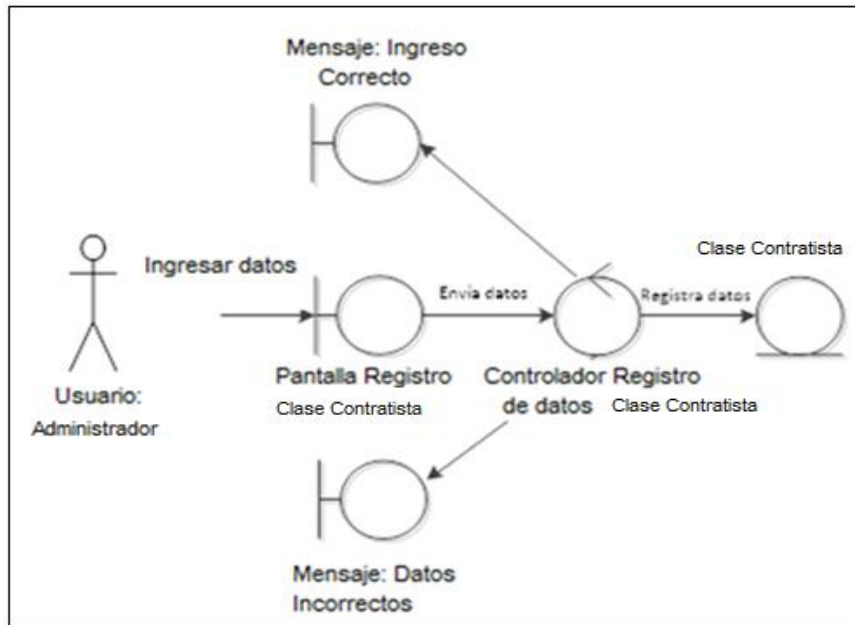 Mensaje: Ingreso
Correcto
Clase Contratista
Ingresar datos
Envía datos
Registra datos
Usuario:
Administrador
Pantalla Registro
Clase Contratista
Controlador Registro
de datos Clase Contratista
Mensaje: Datos
Incorrectos